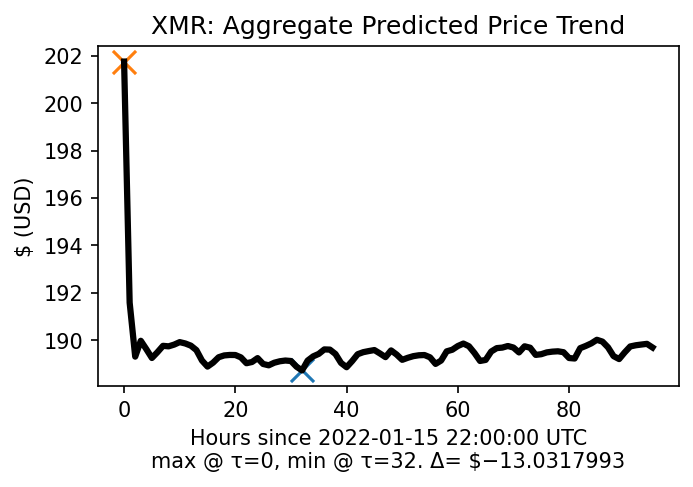 XMR: Aggregate Predicted Price Trend
$ (USD)
202
200
198
196
194
192
190
0 20 40 60 80
Hours since 2022-01-15 22:00:00 UTC
max @ τ=0, min @ τ=32. Δ= $−13.0317993